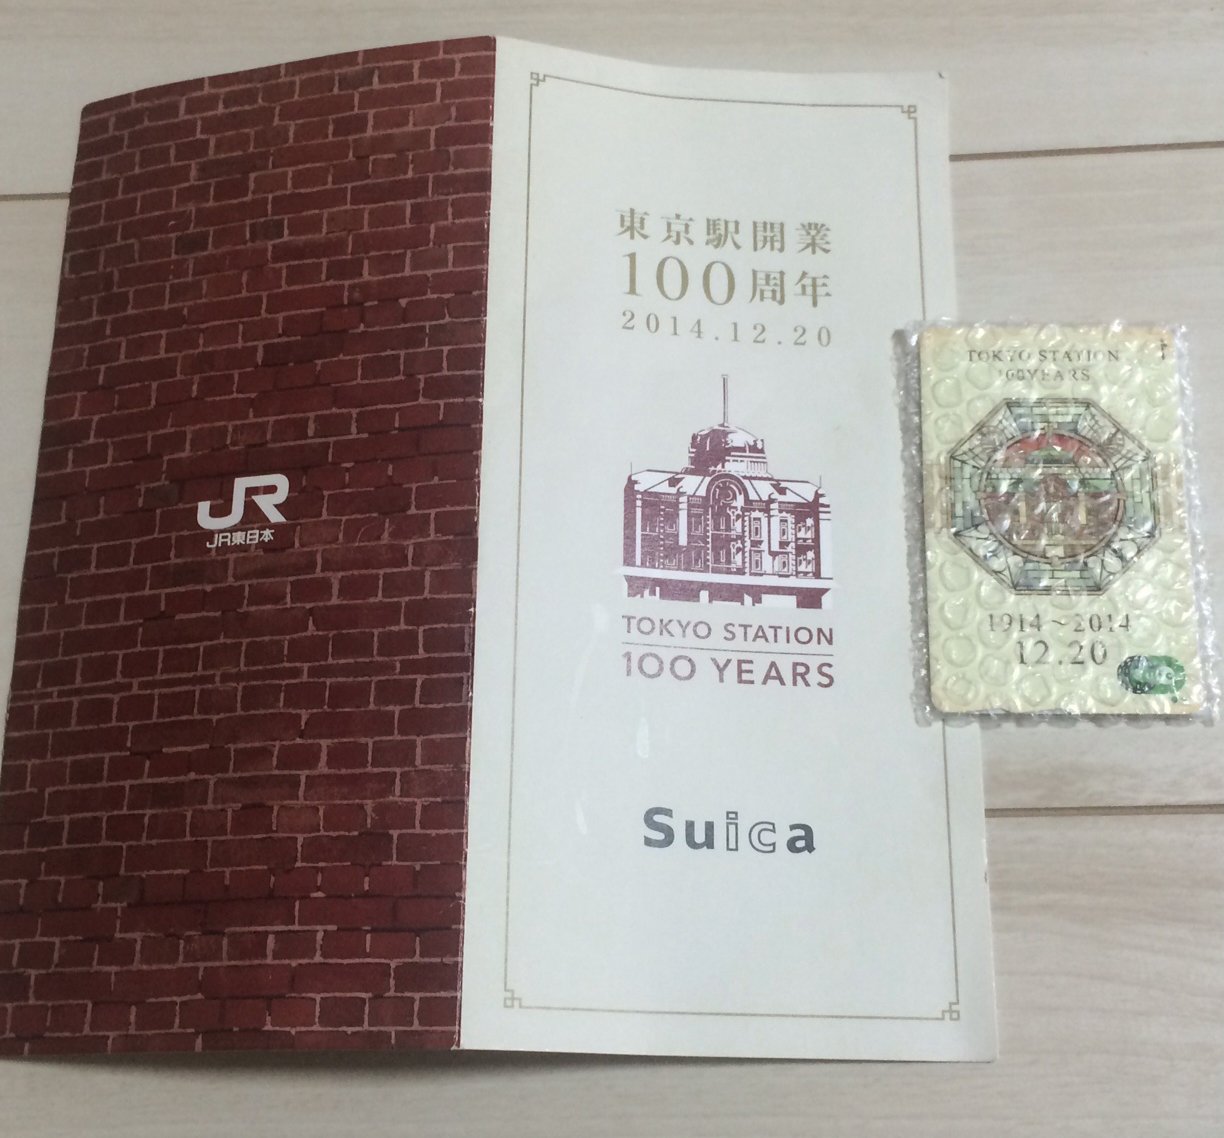 JR
JR東日本
東京駅開業
100周年
2014.12.20
TOKYO STATION
100 YEARS
Suica
TOKYO STATION
100YEARS
1914~2014
12.20